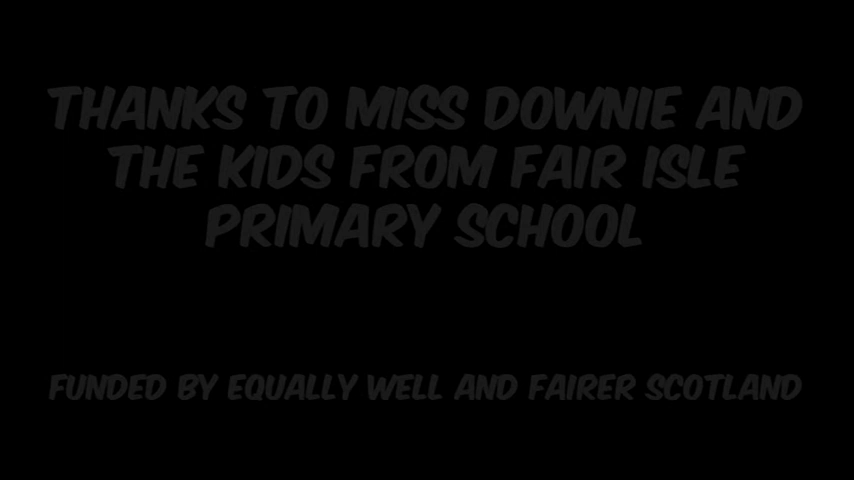 THANKS TO MISS DOWNIE AND
THE KIDS FROM FAIR ISLE
PRIMARY SCHOOL
FUNDED BY EQUALLY WELL AND FAIRER SCOTLAND